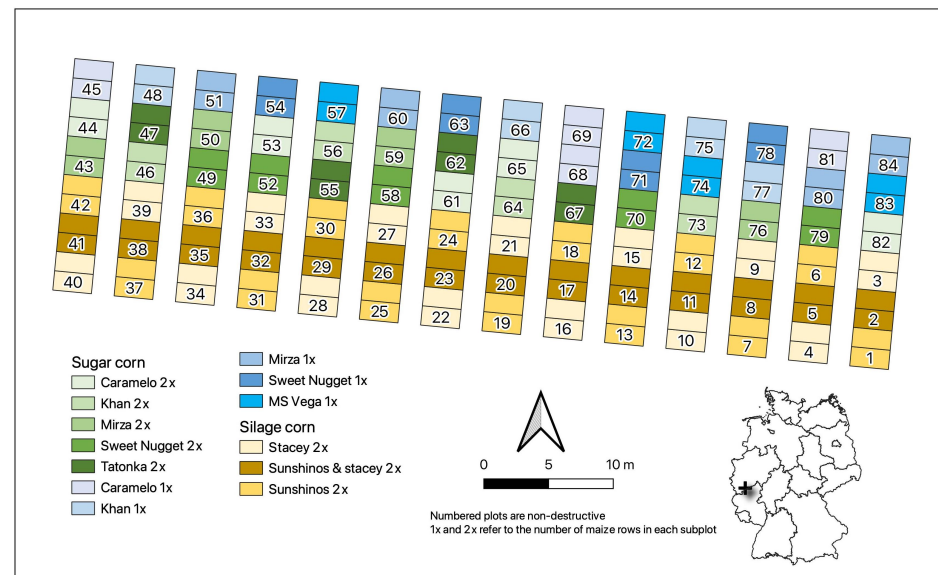 45 48 51 54 57 60 63 66 69 72 75 78 81 84
44 47 50 53 56 59 62 65 68 71 74 77 80 83
43 46 49 52 55 58 61 64 67 70 73 76 79 82
42 39 36 33 30 27 24 21 18 15 12 9 6 3
41 38 35 32 29 26 23 20 17 14 11 8 5 2
40 37 34 31 28 25 22 19 16 13 10 7 4 1
Sugar corn
Caramelo 2x
Khan 2x
Mirza 2x
Sweet Nugget 2x
Tatonka 2x
Caramelo 1x
Khan 1x
Mirza 1x
Sweet Nugget 1x
MS Vega 1x
Silage corn
Stacey 2x
Sunshinos & stacey 2x
Sunshinos 2x
0 5 10 m
Numbered plots are non-destructive
1x and 2x refer to the number of maize rows in each subplot